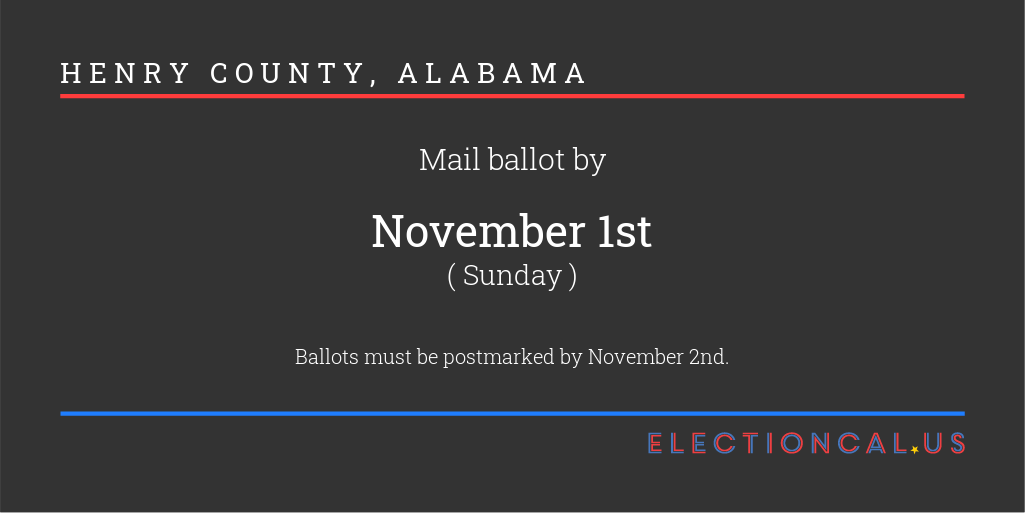 HENRY COUNTY, ALABAMA
Mail ballot by
November 1st
( Sunday )
Ballots must be postmarked by November 2nd.
ELECTIONCAL.US